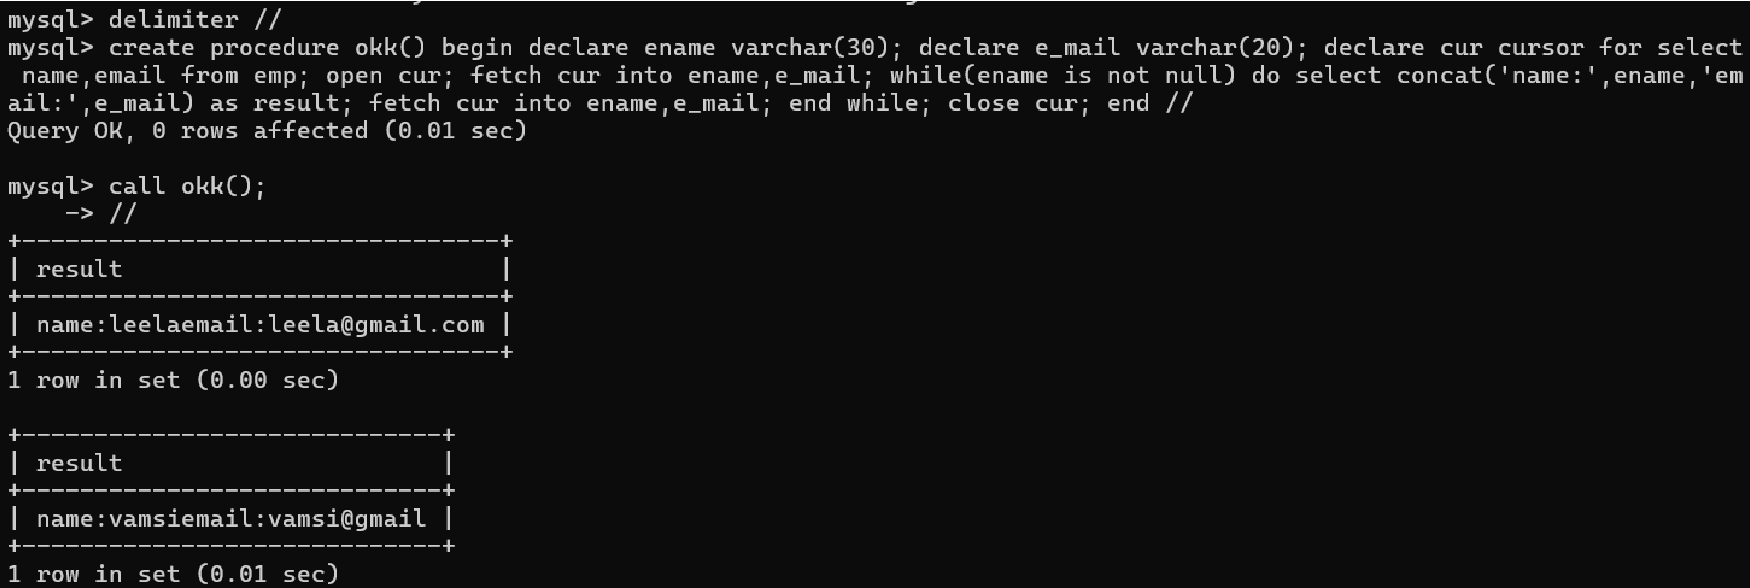 mysql> delimiter //
mysql> create procedure okk() begin declare ename varchar(30); declare e_mail varchar(20); declare cur cursor for select
 name,email from emp; open cur; fetch cur into ename,e_mail; while(ename is not null) do select concat('name:',ename,'em
ail:',e_mail) as result; fetch cur into ename,e_mail; end while; close cur; end //
Query OK, 0 rows affected (0.01 sec)

mysql> call okk();
    -> //
+---------------------------------+
| result                          |
+---------------------------------+
| name:leelaemail:leela@gmail.com |
+---------------------------------+
1 row in set (0.00 sec)

+-----------------------------+
| result                      |
+-----------------------------+
| name:vamsiemail:vamsi@gmail |
+-----------------------------+
1 row in set (0.01 sec)